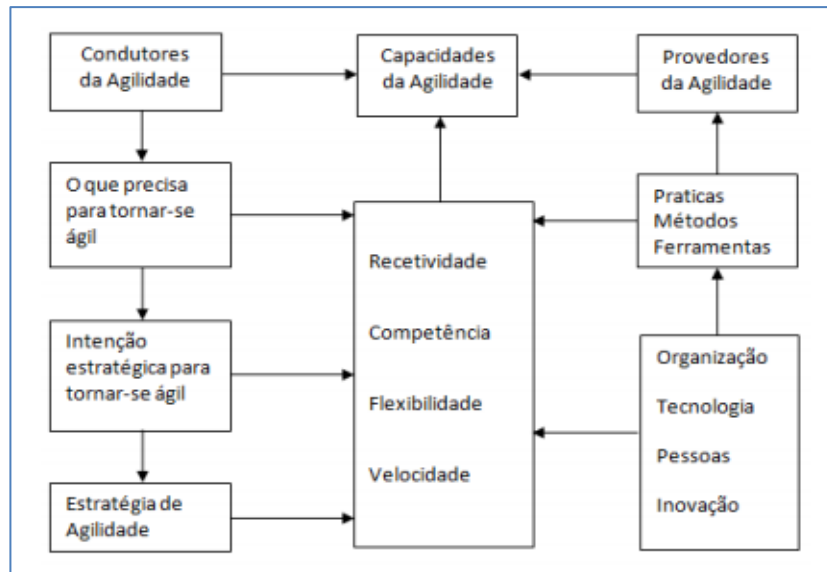 Condutores
da Agilidade
Capacidades
da Agilidade
Provedores
da Agilidade
O que precisa
para tornar-se
ágil
Praticas
Métodos
Ferramentas
Recetividade
Competência
Flexibilidade
Velocidade
Intenção
estratégica para
tornar-se ágil
Organização
Tecnologia
Pessoas
Inovação
Estratégia de
Agilidade